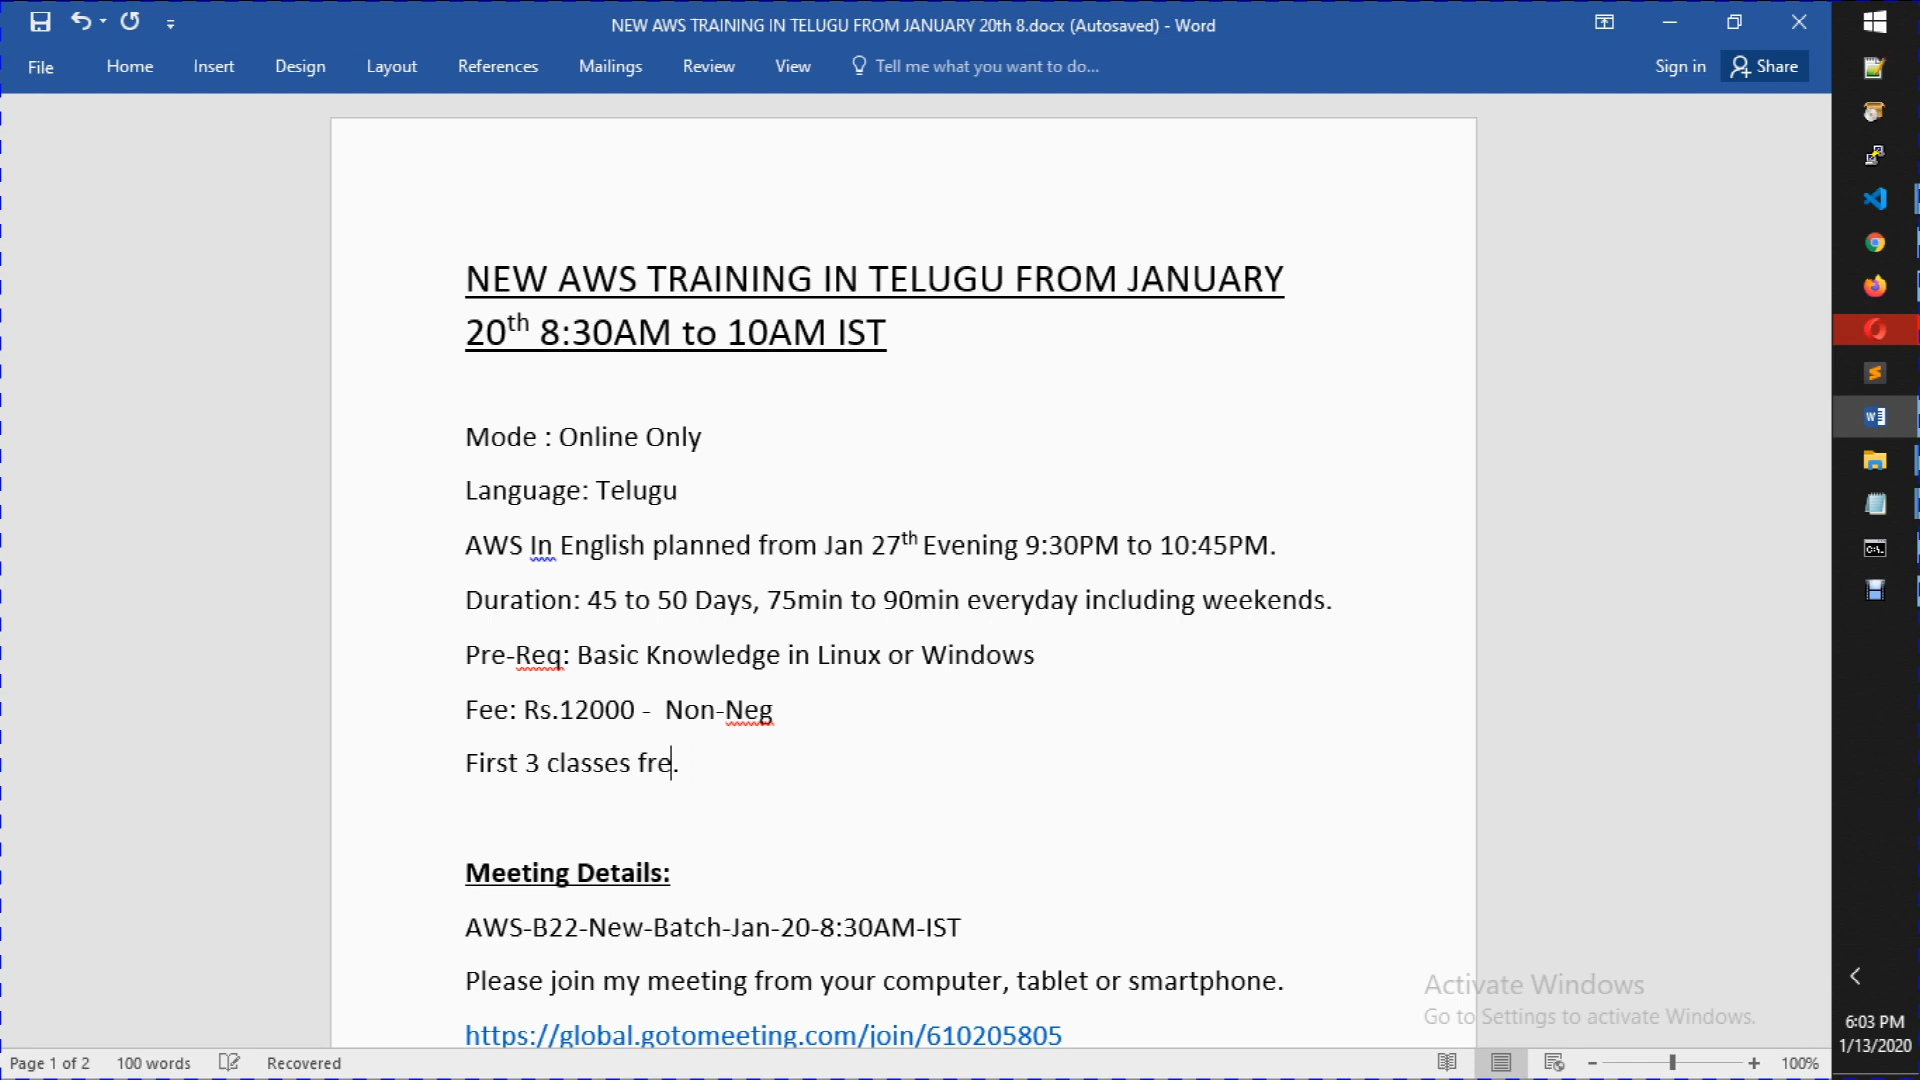 NEW AWS TRAINING IN TELUGU FROM JANUARY 20th 8.docx (Autosaved) - Word
File Home Insert Design Layout References Mailings Review View Tell me what you want to do... Sign in Share
NEW AWS TRAINING IN TELUGU FROM JANUARY
20th 8:30AM to 10AM IST
Mode : Online Only
Language: Telugu
AWS In English planned from Jan 27th Evening 9:30PM to 10:45PM.
Duration: 45 to 50 Days, 75min to 90min everyday including weekends.
Pre-Req: Basic Knowledge in Linux or Windows
Fee: Rs.12000 - Non-Neg
First 3 classes fre.
Meeting Details:
AWS-B22-New-Batch-Jan-20-8:30AM-IST
Please join my meeting from your computer, tablet or smartphone.
https://global.gotomeeting.com/join/610205805
Activate Windows
Go to Settings to activate Windows.
6:03 PM
1/13/2020
Page 1 of 2 100 words Recovered 100%